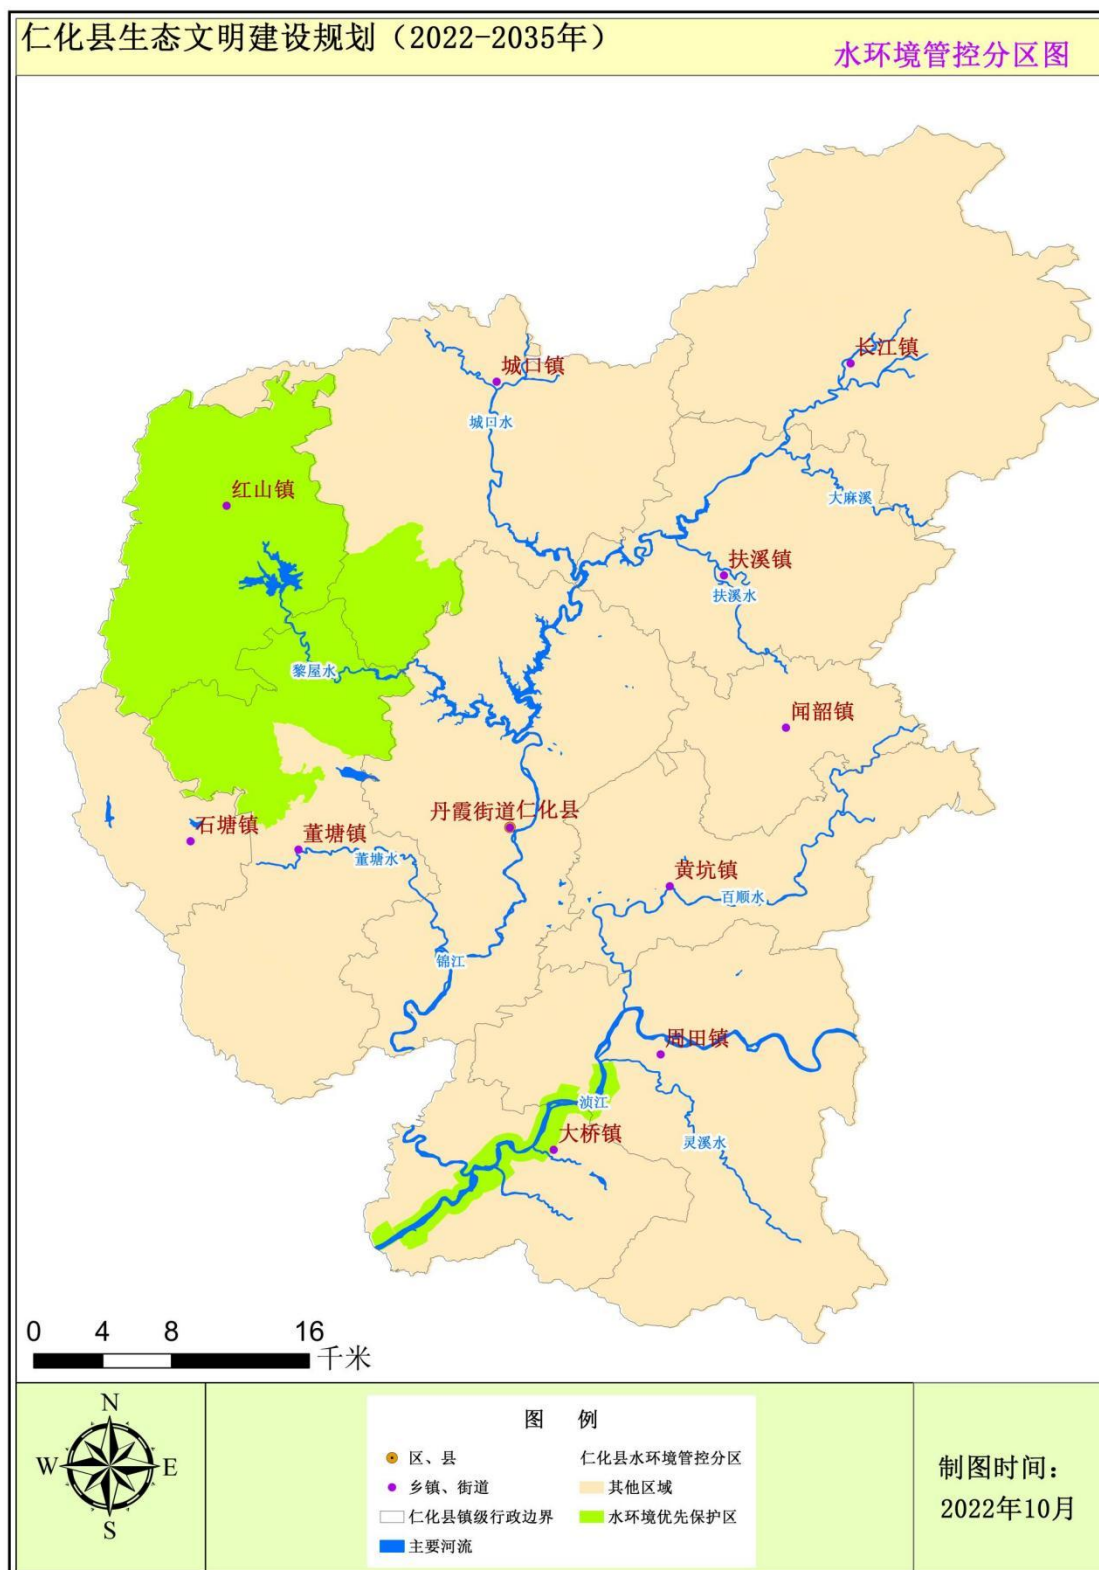 仁化县生态文明建设规划（2022-2035年）
水环境管控分区图
长江镇
城口镇
城口水
红山镇
大麻溪
扶溪镇
扶溪水
黎屋水
闻韶镇
丹霞街道 仁化县
石塘镇
董塘镇
董塘水
黄坑镇
百顺水
锦江
周田镇
浈江
大桥镇
灵溪水
0 4 8 16
千米
N
W E
S
图 例
区、县
乡镇、街道
仁化县镇级行政边界
主要河流
仁化县水环境管控分区
其他区域
水环境优先保护区
制图时间：
2022年10月